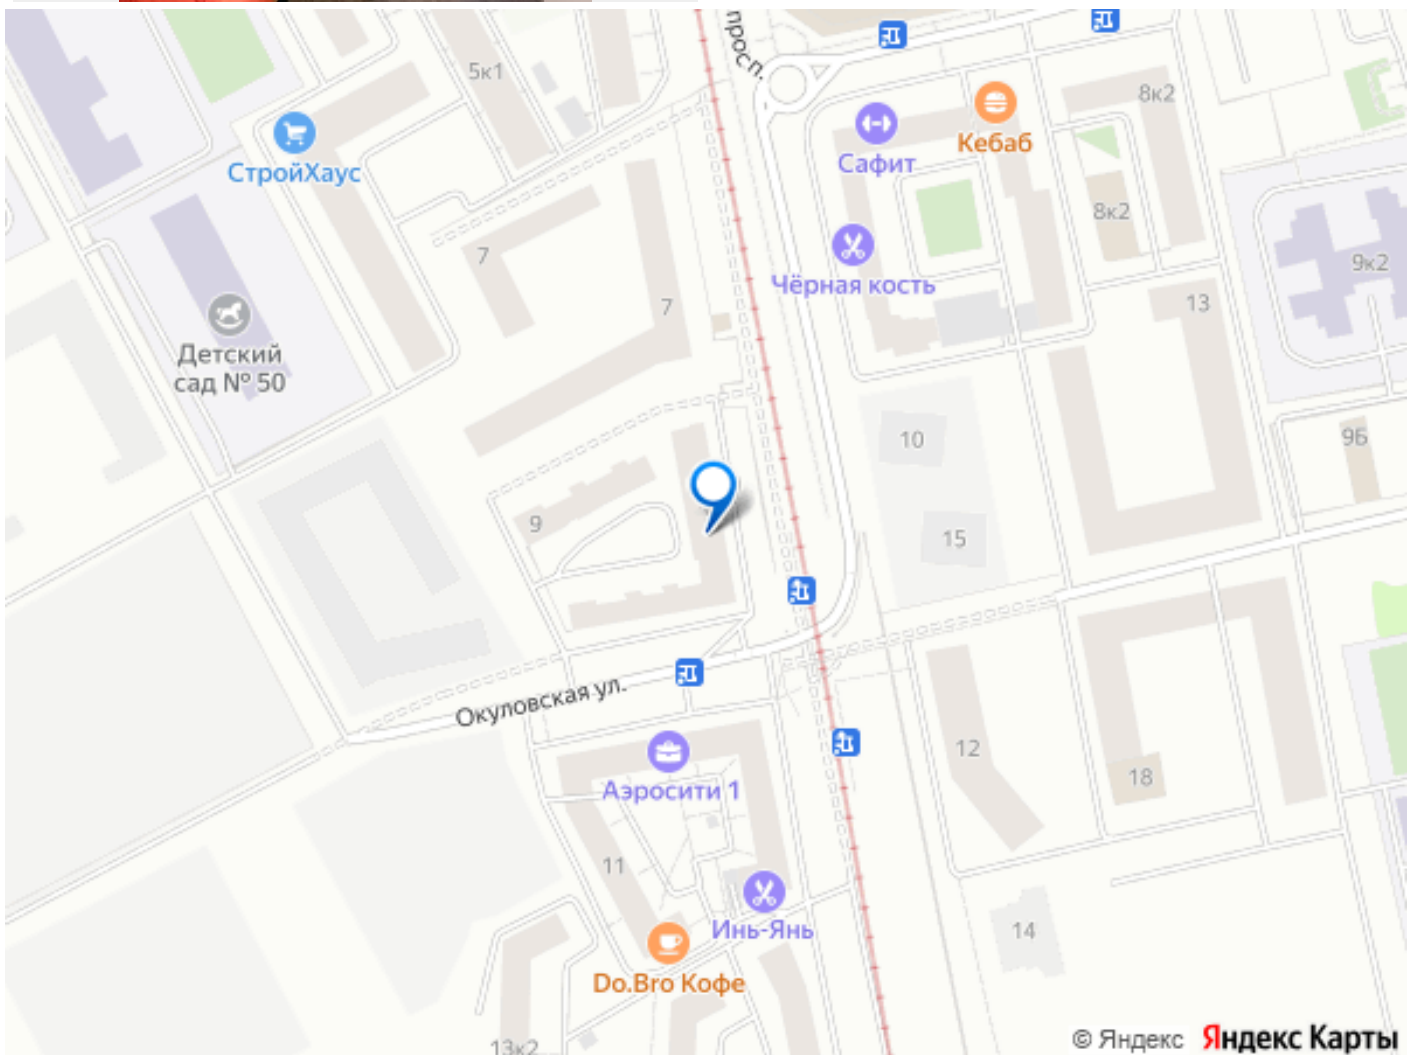 просп.
5к1
8к2
СтройХаус
Сафит
Кебаб
8к2
7
Чёрная кость
9к2
7
13
Детский
сад № 50
10
9Б
9
15
Окуловская ул.
Аэросити 1
12
18
11
Инь-Янь
14
Do.Bro Кофе
13к2
© Яндекс Яндекс Карты